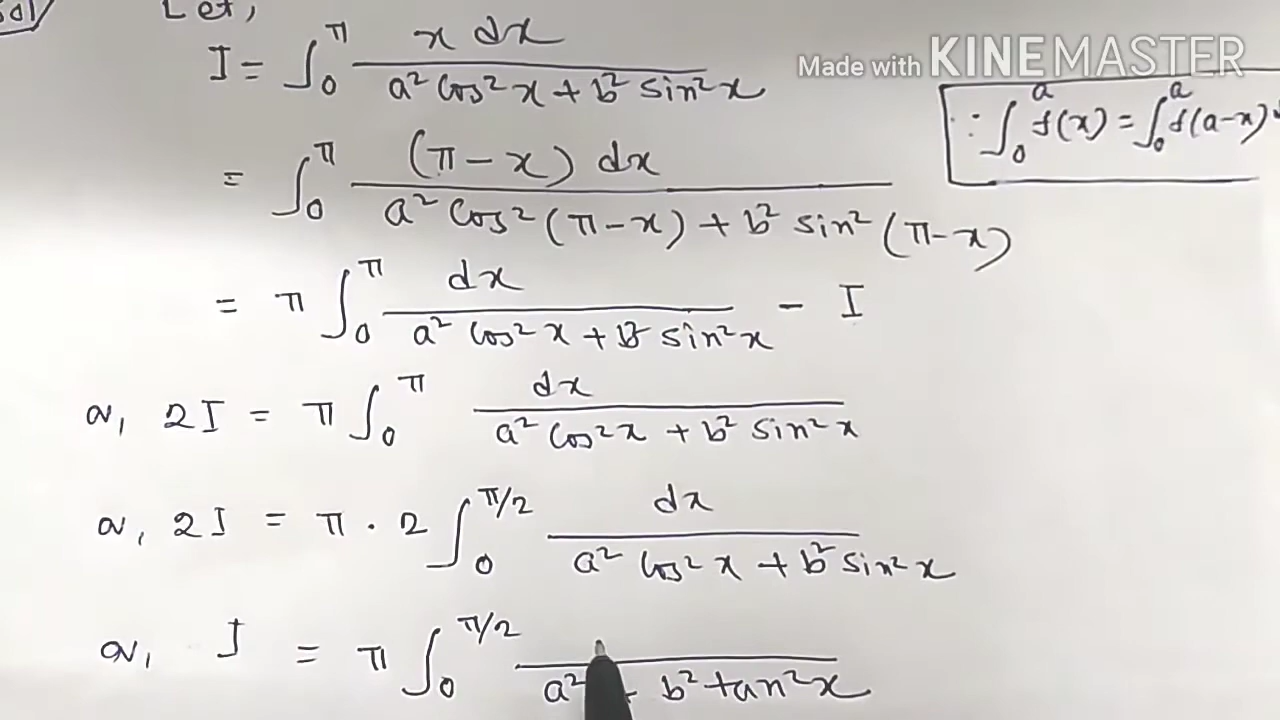 Sol
Let,
I = ∫₀^π x dx / (a² cos² x + b² sin² x)
Made with KINEMASTER
∵ ∫₀^a f(x) = ∫₀^a f(a-x)
= ∫₀^π (π - x) dx / (a² cos² (π - x) + b² sin² (π - x))
= π ∫₀^π dx / (a² cos² x + b² sin² x) - I
or, 2I = π ∫₀^π dx / (a² cos² x + b² sin² x)
or, 2I = π . 2 ∫₀^π/2 dx / (a² cos² x + b² sin² x)
or, I = π ∫₀^π/2 / (a² + b² tan² x)